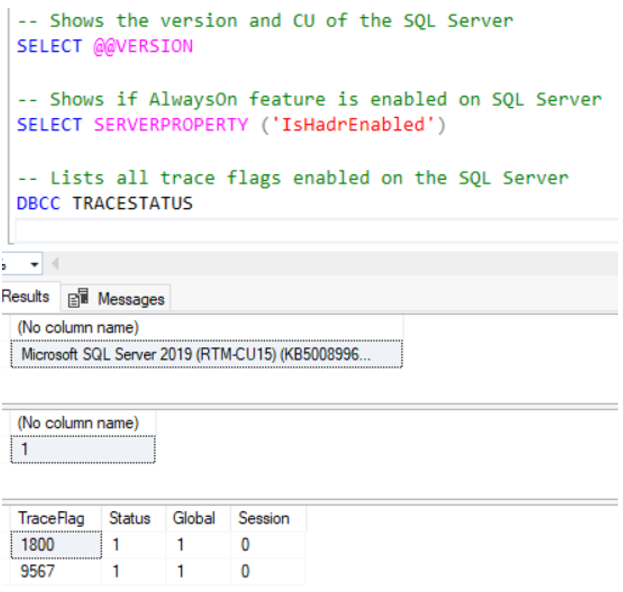 -- Shows the version and CU of the SQL Server
SELECT @@VERSION
-- Shows if AlwaysOn feature is enabled on SQL Server
SELECT SERVERPROPERTY ('IsHadrEnabled')
-- Lists all trace flags enabled on the SQL Server
DBCC TRACESTATUS
Results Messages
(No column name)
Microsoft SQL Server 2019 (RTM-CU15) (KB5008996...
(No column name)
1
TraceFlag Status Global Session
1800 1 1 0
9567 1 1 0